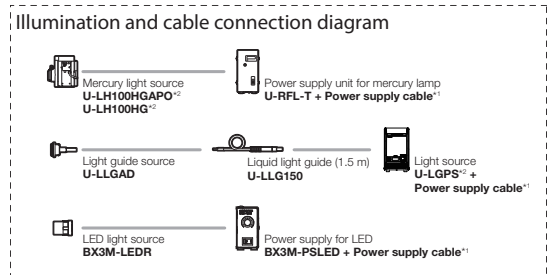 Illumination and cable connection diagram
Mercury light source
U-LH100HGAPO*2
U-LH100HG*2
Power supply unit for mercury lamp
U-RFL-T + Power supply cable*1
Light guide source
U-LLGAD
Liquid light guide (1.5 m)
U-LLG150
Light source
U-LGPS*2 +
Power supply cable*1
LED light source
BX3M-LEDR
Power supply for LED
BX3M-PSLED + Power supply cable*1